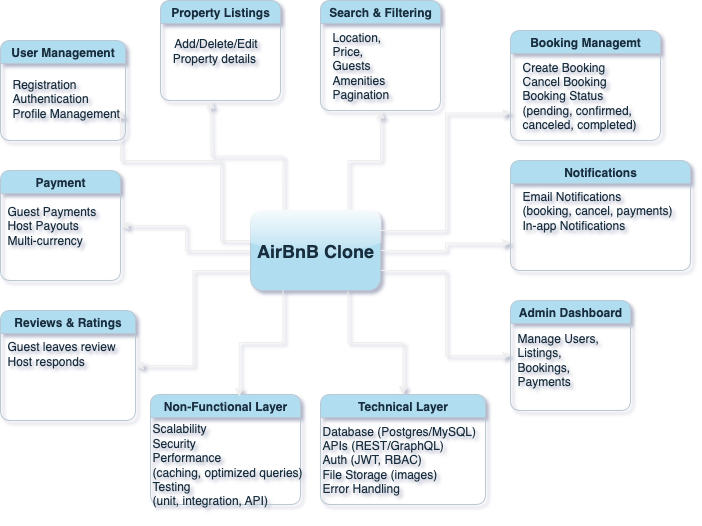 Property Listings
Add/Delete/Edit
Property details
Search & Filtering
Location,
Price,
Guests
Amenities
Pagination
User Management
Registration
Authentication
Profile Management
Booking Managemt
Create Booking
Cancel Booking
Booking Status
(pending, confirmed,
canceled, completed)
Payment
Guest Payments
Host Payouts
Multi-currency
Notifications
Email Notifications
(booking, cancel, payments)
In-app Notifications
AirBnB Clone
Reviews & Ratings
Guest leaves review
Host responds
Admin Dashboard
Manage Users,
Listings,
Bookings,
Payments
Non-Functional Layer
Scalability
Security
Performance
(caching, optimized queries)
Testing
(unit, integration, API)
Technical Layer
Database (Postgres/MySQL)
APIs (REST/GraphQL)
Auth (JWT, RBAC)
File Storage (images)
Error Handling